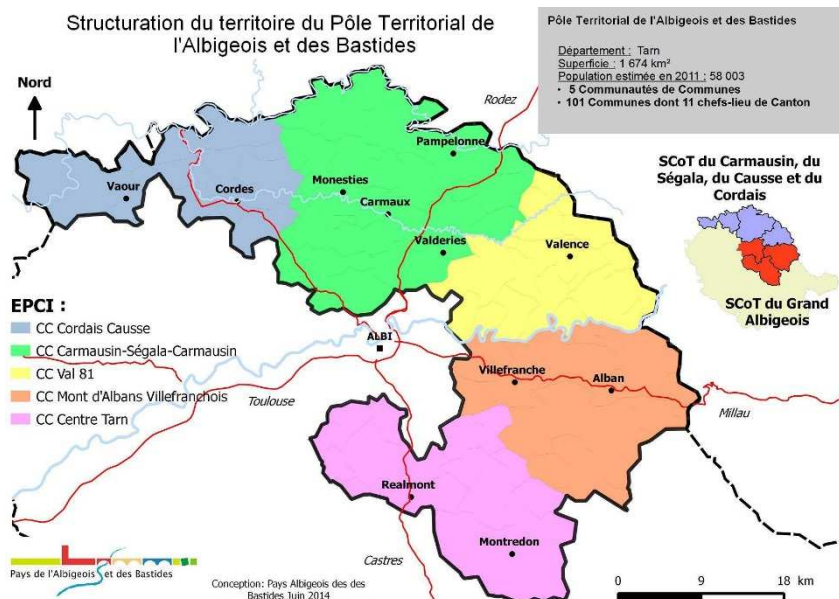 Structuration du territoire du Pôle Territorial de
l'Albigeois et des Bastides
Pôle Territorial de l'Albigeois et des Bastides
Département : Tarn
Superficie : 1 674 km²
Population estimée en 2011 : 58 003
• 5 Communautés de Communes
• 101 Communes dont 11 chefs-lieu de Canton
Nord
Rodez
Pampelonne
Vaour
Cordes
Monesties
Carmaux
Valderies
Valence
SCoT du Carmausin, du
Ségala, du Causse et du
Cordais
SCoT du Grand
Albigeois
EPCI :
CC Cordais Causse
CC Carmausin-Ségala-Carmausin
CC Val 81
CC Mont d'Albans Villefranchois
CC Centre Tarn
ALBI
Villefranche
Alban
Toulouse
Millau
Realmont
Montredon
Castres
Pays de l'Albigeois et des Bastides
Conception: Pays Albigeois des des
Bastides Juin 2014
0 9 18 km